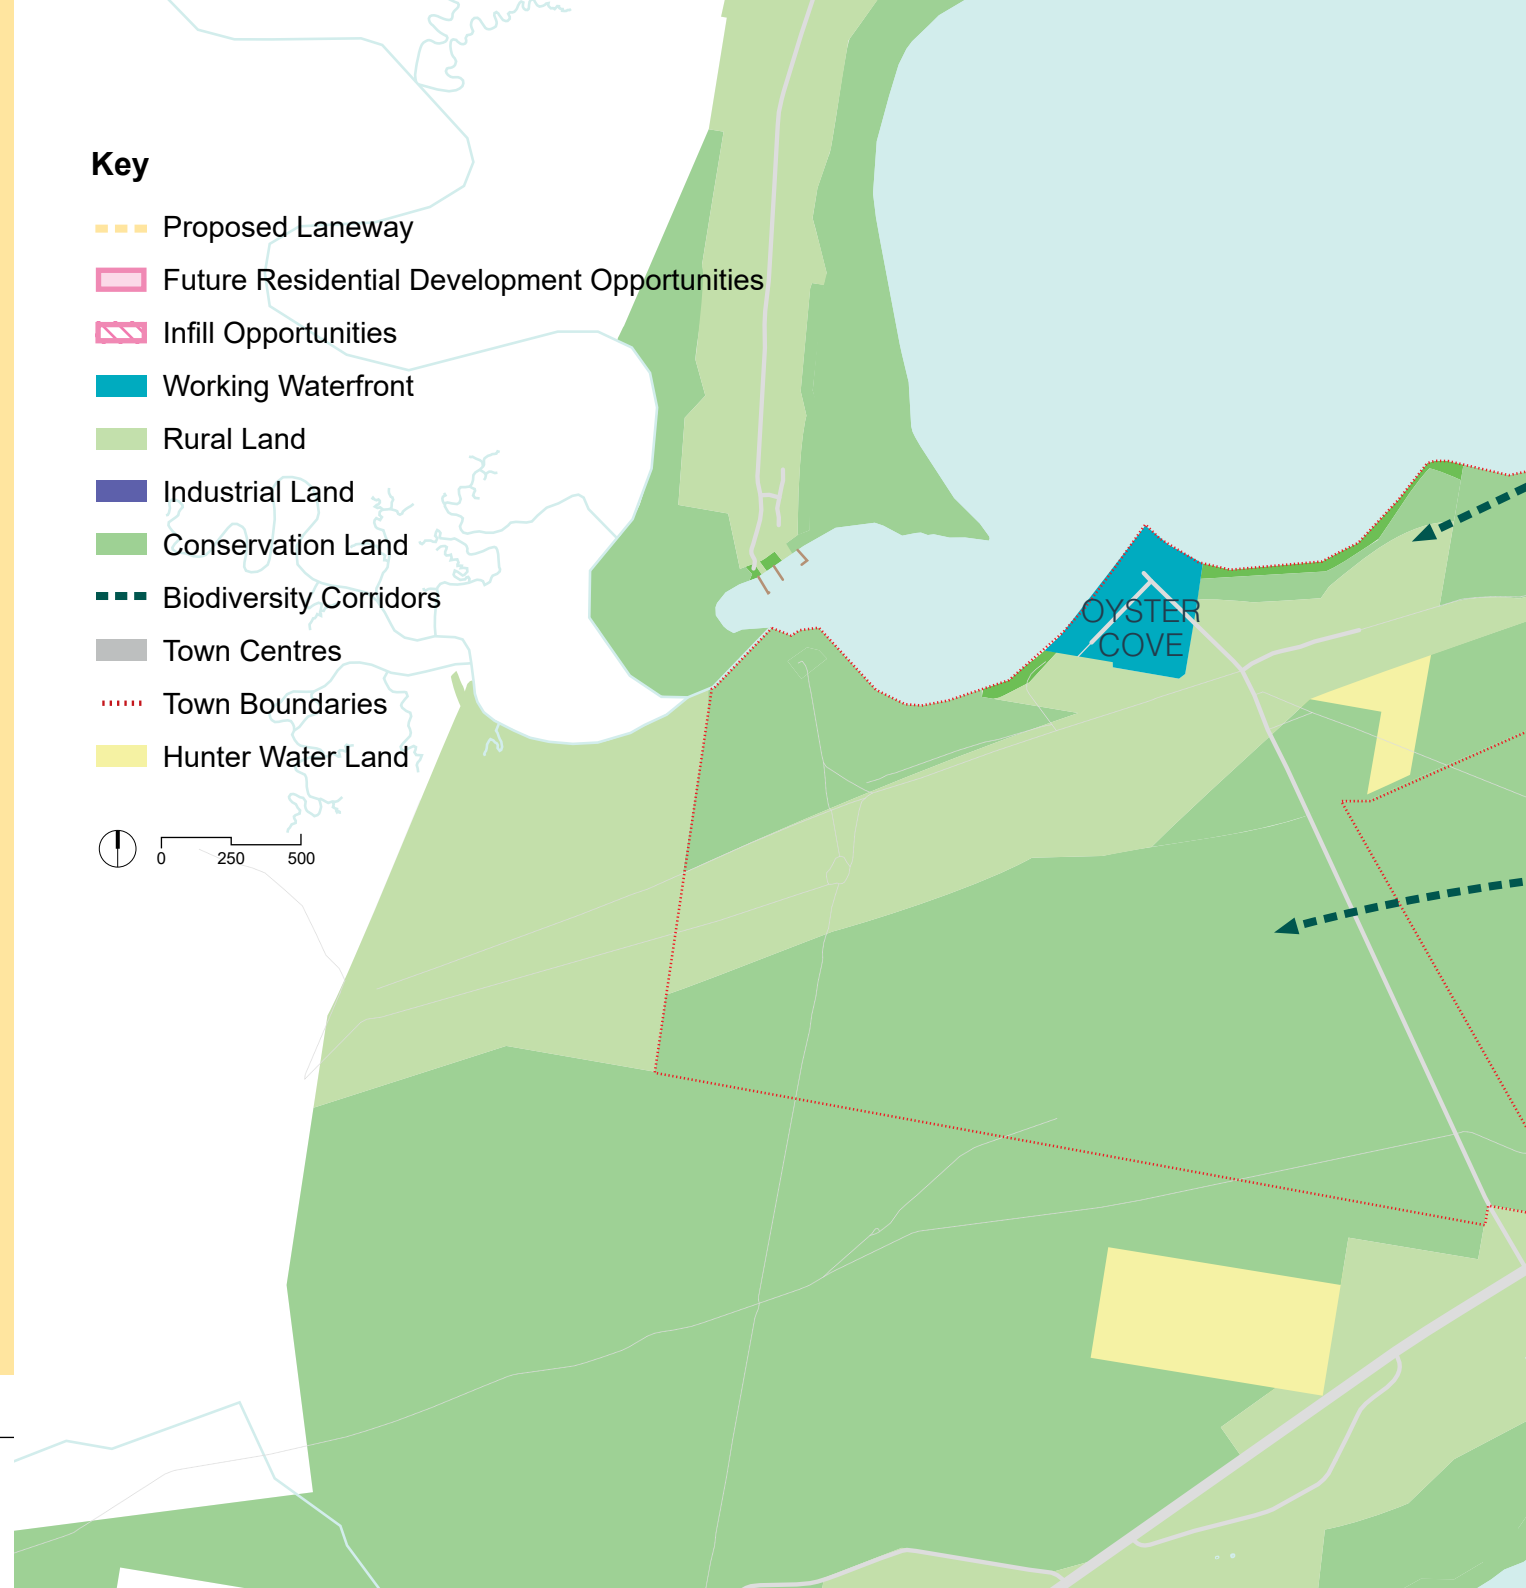 Key
Proposed Laneway
Future Residential Development Opportunities
Infill Opportunities
Working Waterfront
Rural Land
Industrial Land
Conservation Land
Biodiversity Corridors
Town Centres
Town Boundaries
Hunter Water Land
0 250 500
OYSTER
COVE